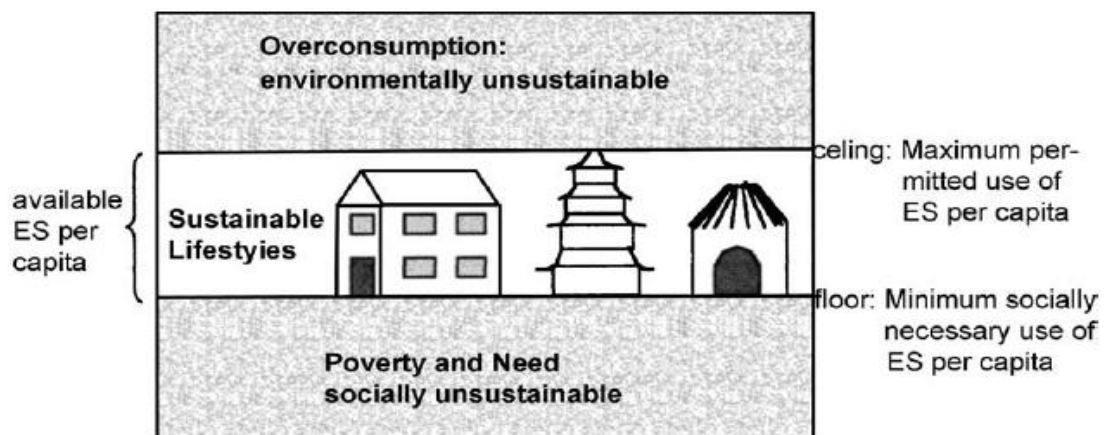 Overconsumption:
environmentally unsustainable
celing: Maximum per-
mitted use of
ES per capita
available
ES per
capita
Sustainable
Lifestyies
floor: Minimum socially
necessary use of
ES per capita
Poverty and Need
socially unsustainable